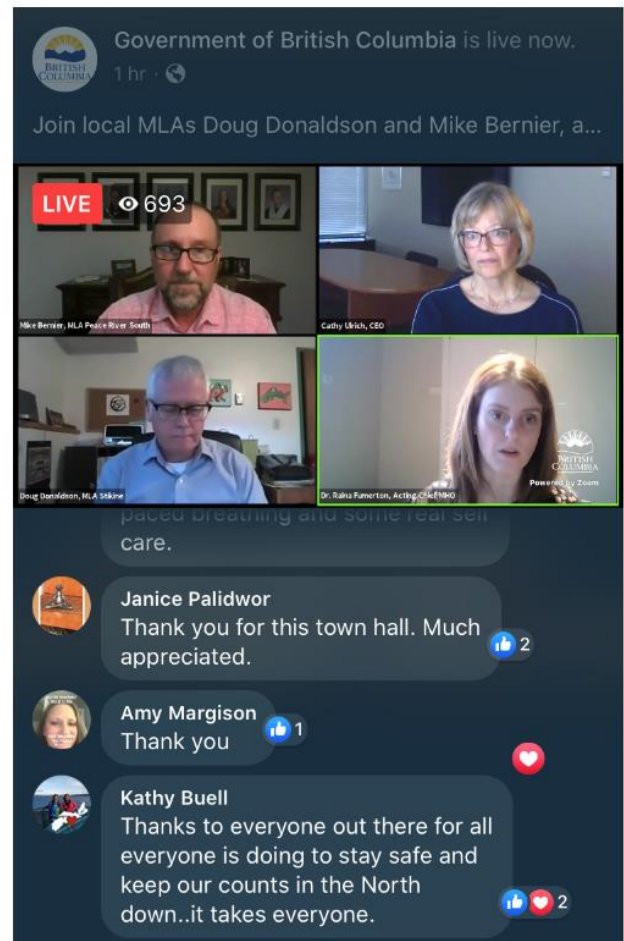 Government of British Columbia is live now.
1 hr
Join local MLAs Doug Donaldson and Mike Bernier, a...
LIVE 693
Mike Bernier, MLA Peace River South
Cathy Ulrich, CEO
Doug Donaldson, MLA Stikine
Dr. Raina Fumerton, Acting Chief MHO
BRITISH
COLUMBIA
Powered by Zoom
BRITISH
COLUMBIA
paced breathing and some real self
care.
Janice Palidwor
Thank you for this town hall. Much
appreciated.
2
Amy Margison
Thank you
1
Kathy Buell
Thanks to everyone out there for all
everyone is doing to stay safe and
keep our counts in the North
down..it takes everyone.
2